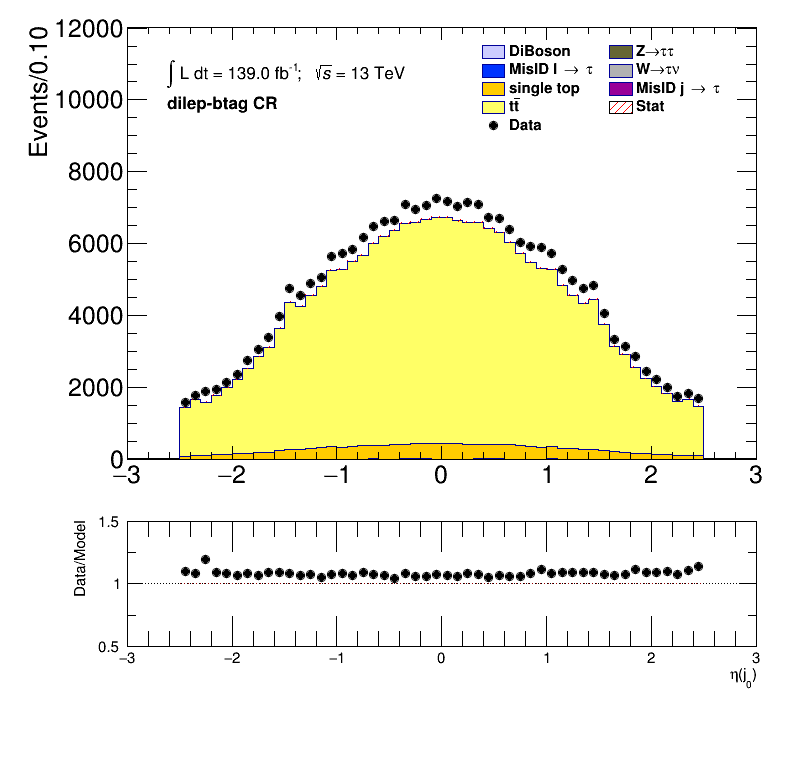 Events/0.10
12000
10000
8000
6000
4000
2000
0
∫ L dt = 139.0 fb⁻¹; √s = 13 TeV
dilep-btag CR
DiBoson
MisID l → τ
single top
tt̄
Data
Z→ττ
W→τν
MisID j → τ
Stat
−3 −2 −1 0 1 2 3
Data/Model
1.5
1
0.5
−3 −2 −1 0 1 2 3
η(j₀)